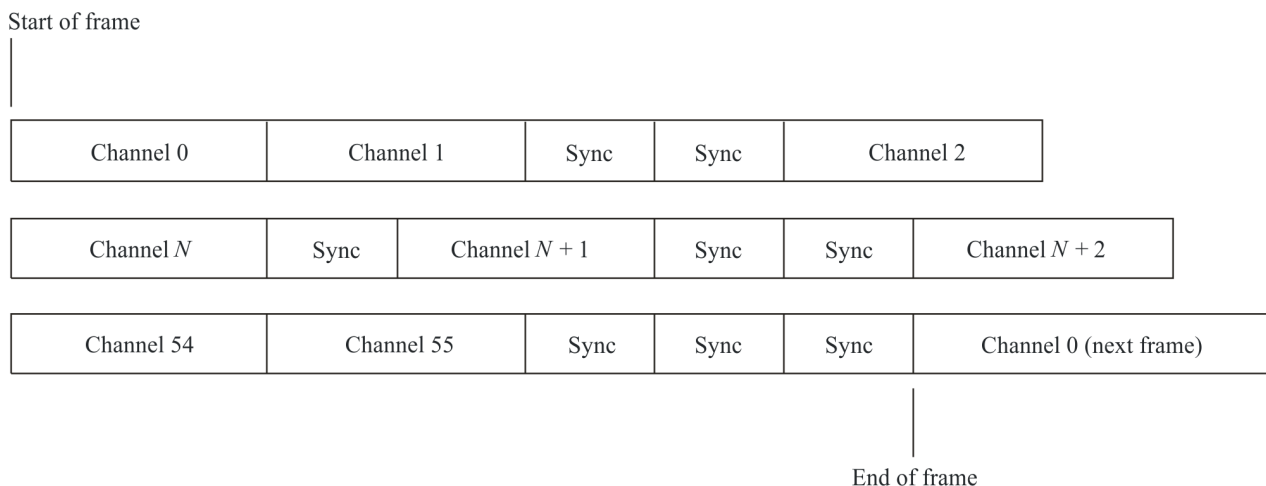 Start of frame
Channel 0 Channel 1 Sync Sync Channel 2
Channel N Sync Channel N + 1 Sync Sync Channel N + 2
Channel 54 Channel 55 Sync Sync Sync Channel 0 (next frame)
End of frame